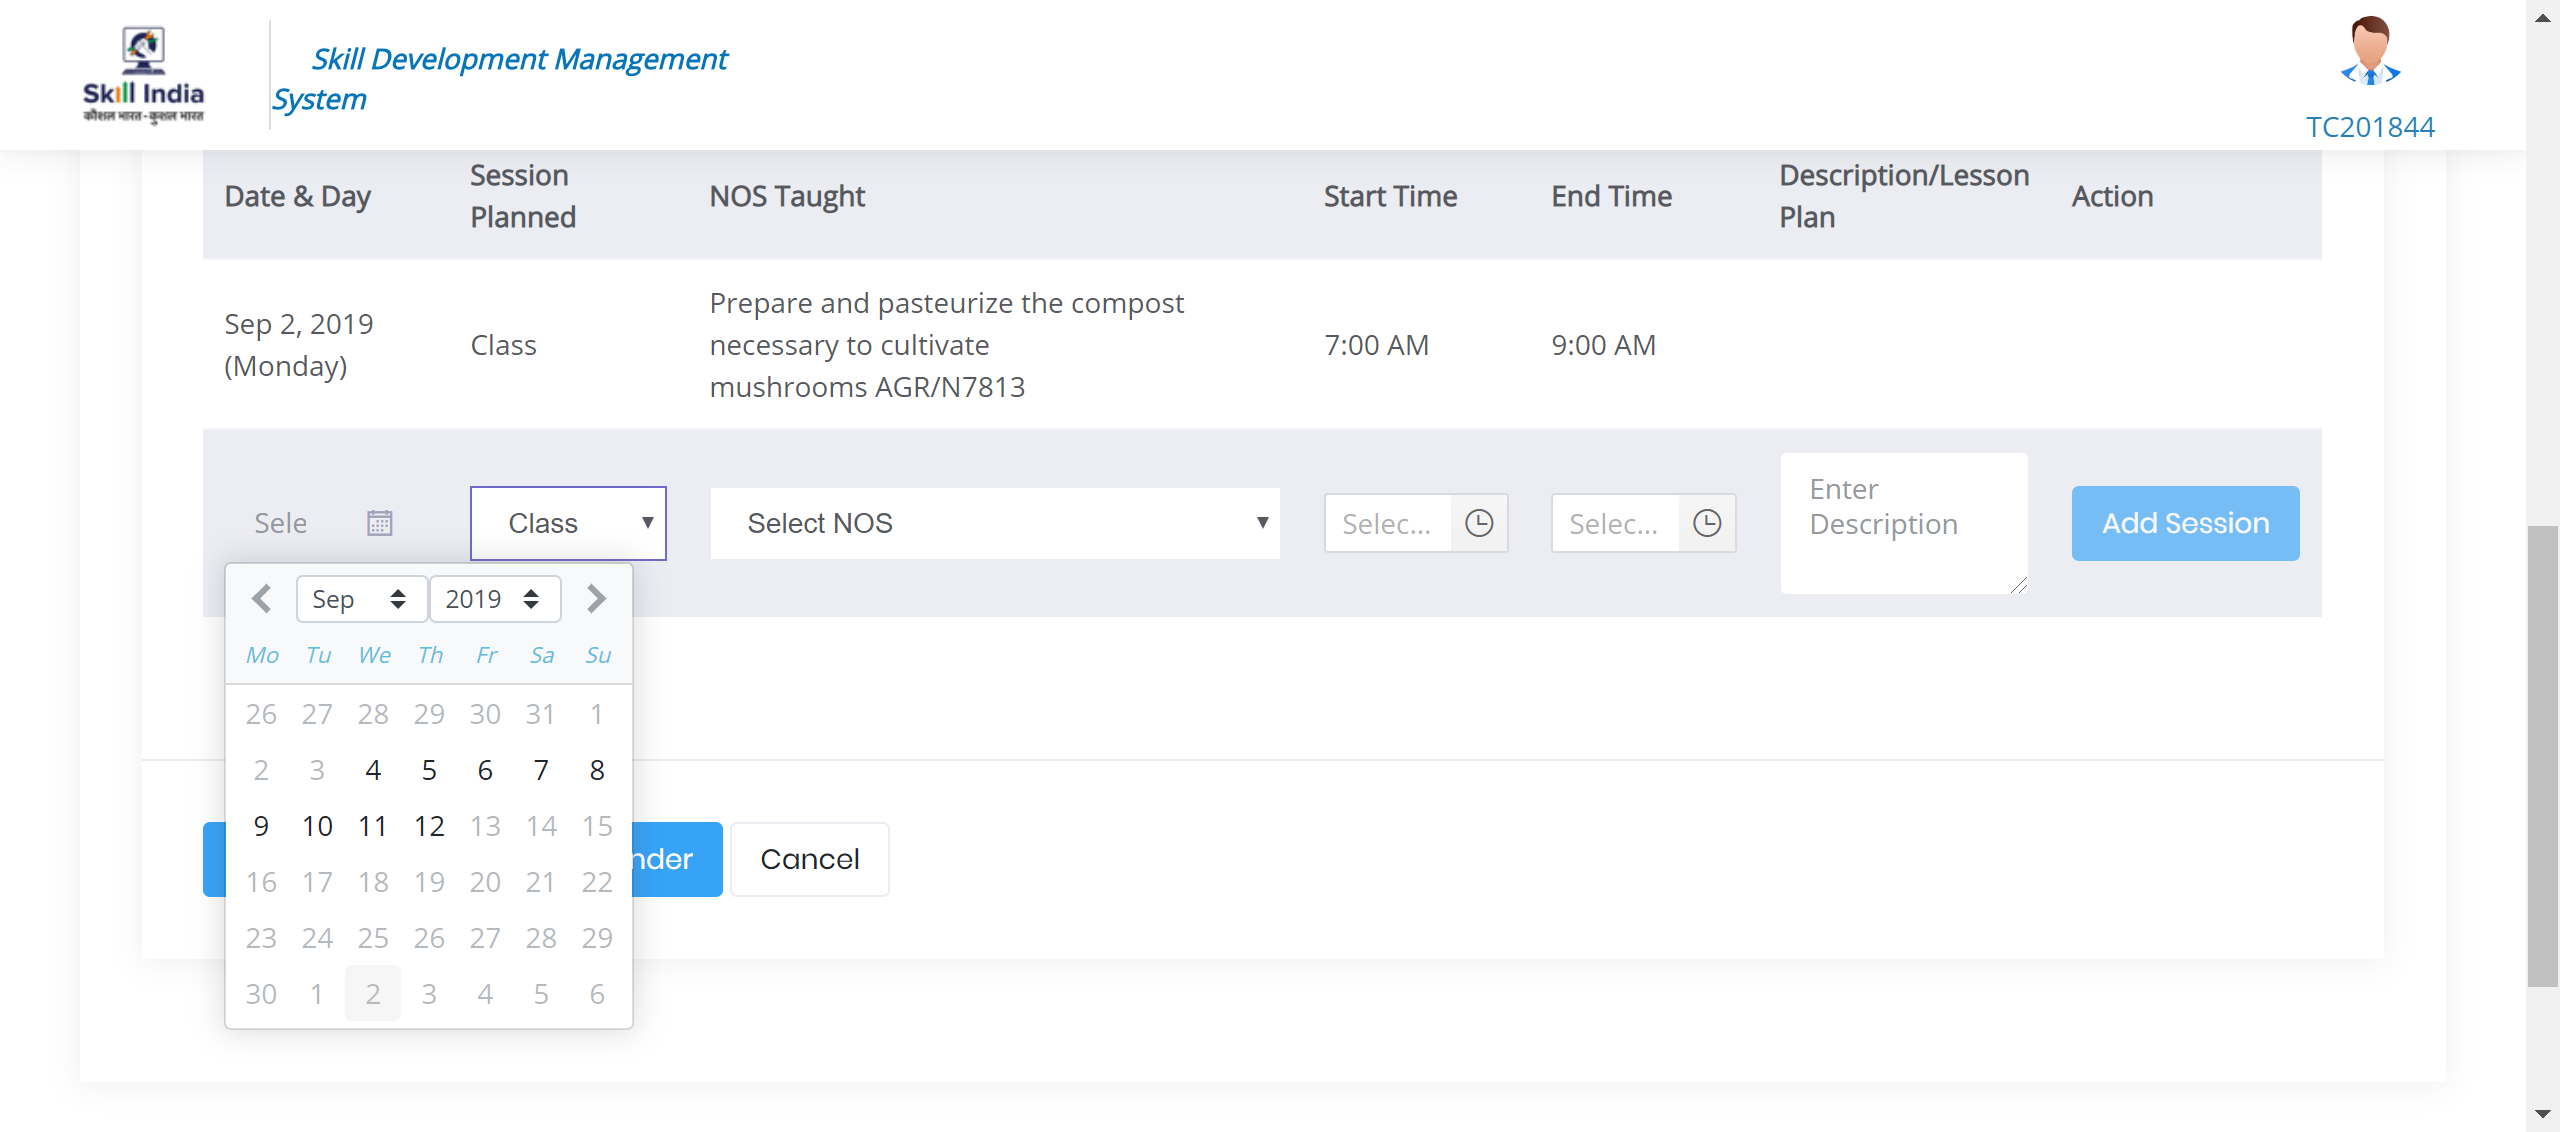 Skill India
कौशल भारत - कुशल भारत
Skill Development Management
System
TC201844
Date & Day
Session
Planned
NOS Taught
Start Time
End Time
Description/Lesson
Plan
Action
Sep 2, 2019
(Monday)
Class
Prepare and pasteurize the compost
necessary to cultivate
mushrooms AGR/N7813
7:00 AM
9:00 AM
Sele
Class
Select NOS
Selec...
Selec...
Enter
Description
Add Session
Sep 2019
Mo Tu We Th Fr Sa Su
26 27 28 29 30 31 1
2 3 4 5 6 7 8
9 10 11 12 13 14 15
16 17 18 19 20 21 22
23 24 25 26 27 28 29
30 1 2 3 4 5 6
nder
Cancel